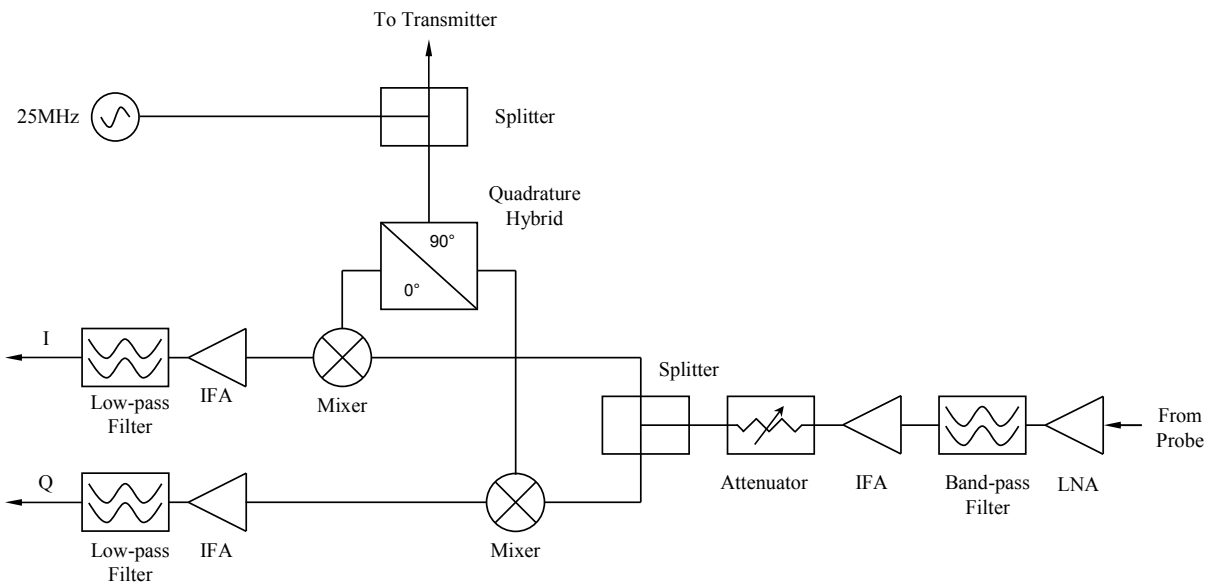 To Transmitter
25MHz
Splitter
Quadrature
Hybrid
90°
0°
I
IFA
Low-pass
Filter
Mixer
Splitter
From
Probe
Attenuator
IFA
Band-pass
Filter
LNA
Q
IFA
Low-pass
Filter
Mixer